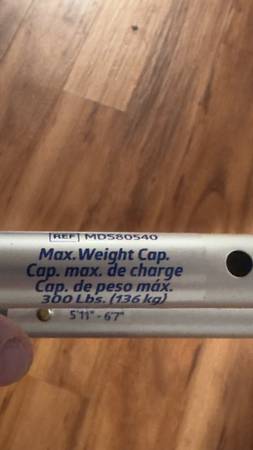 REF MDS80540
Max. Weight Cap.
Cap. max. de charge
Cap. de peso máx.
300 Lbs. (136 kg)
5'11" - 6'7"